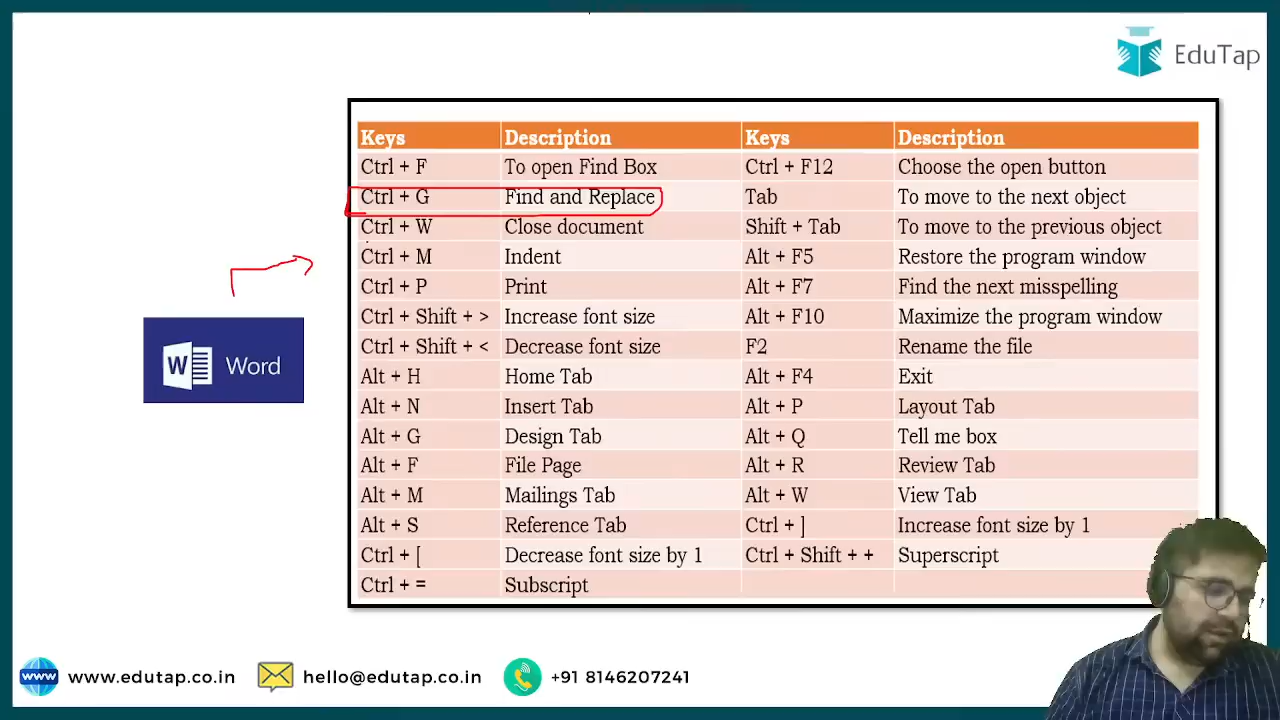 EduTap
Keys Description Keys Description
Ctrl + F To open Find Box Ctrl + F12 Choose the open button
Ctrl + G Find and Replace Tab To move to the next object
Ctrl + W Close document Shift + Tab To move to the previous object
Ctrl + M Indent Alt + F5 Restore the program window
Ctrl + P Print Alt + F7 Find the next misspelling
Ctrl + Shift + > Increase font size Alt + F10 Maximize the program window
Ctrl + Shift + < Decrease font size F2 Rename the file
Alt + H Home Tab Alt + F4 Exit
Alt + N Insert Tab Alt + P Layout Tab
Alt + G Design Tab Alt + Q Tell me box
Alt + F File Page Alt + R Review Tab
Alt + M Mailings Tab Alt + W View Tab
Alt + S Reference Tab Ctrl + ] Increase font size by 1
Ctrl + [ Decrease font size by 1 Ctrl + Shift + + Superscript
Ctrl + = Subscript
W Word
www www.edutap.co.in hello@edutap.co.in +91 8146207241